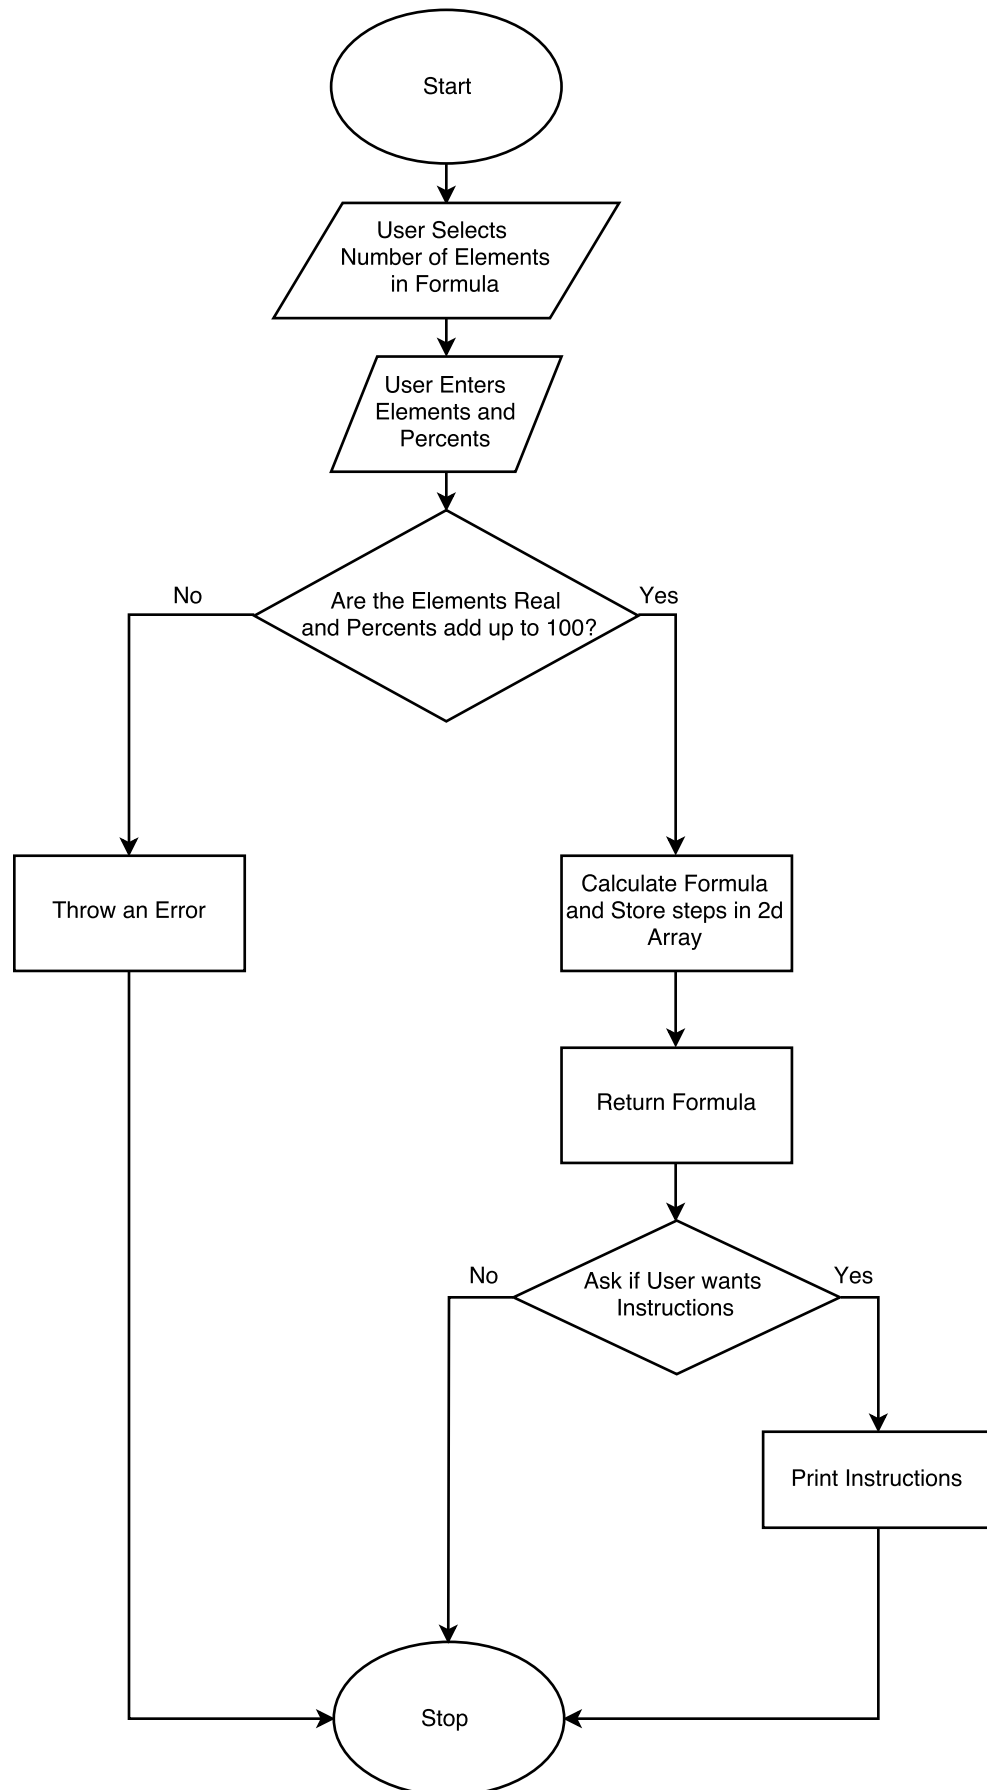 Start
User Selects
Number of Elements
in Formula
User Enters
Elements and
Percents
No
Yes
Are the Elements Real
and Percents add up to 100?
Throw an Error
Calculate Formula
and Store steps in 2d
Array
Return Formula
No
Yes
Ask if User wants
Instructions
Print Instructions
Stop